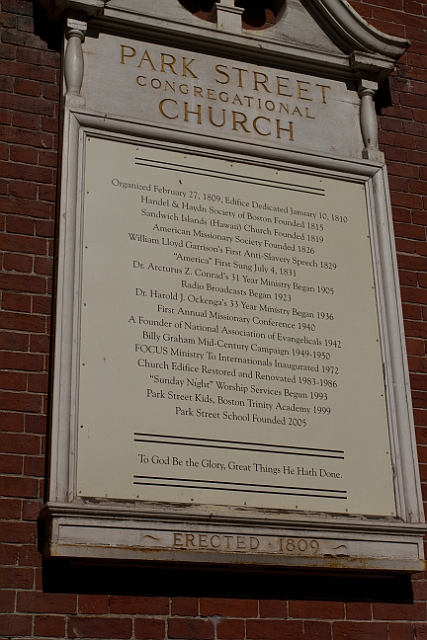 PARK STREET
CONGREGATIONAL
CHURCH
Organized February 27, 1809, Edifice Dedicated January 10, 1810
Handel & Haydn Society of Boston Founded 1815
Sandwich Islands (Hawaii) Church Founded 1819
American Missionary Society Founded 1826
William Lloyd Garrison's First Anti-Slavery Speech 1829
"America" First Sung July 4, 1831
Dr. Arcturus Z. Conrad's 31 Year Ministry Began 1905
Radio Broadcasts Began 1923
Dr. Harold J. Ockenga's 33 Year Ministry Began 1936
First Annual Missionary Conference 1940
A Founder of National Association of Evangelicals 1942
Billy Graham Mid-Century Campaign 1949-1950
FOCUS Ministry To Internationals Inaugurated 1972
Church Edifice Restored and Renovated 1983-1986
"Sunday Night" Worship Services Begun 1993
Park Street Kids, Boston Trinity Academy 1999
Park Street School Founded 2005
To God Be the Glory, Great Things He Hath Done.
ERECTED · 1809